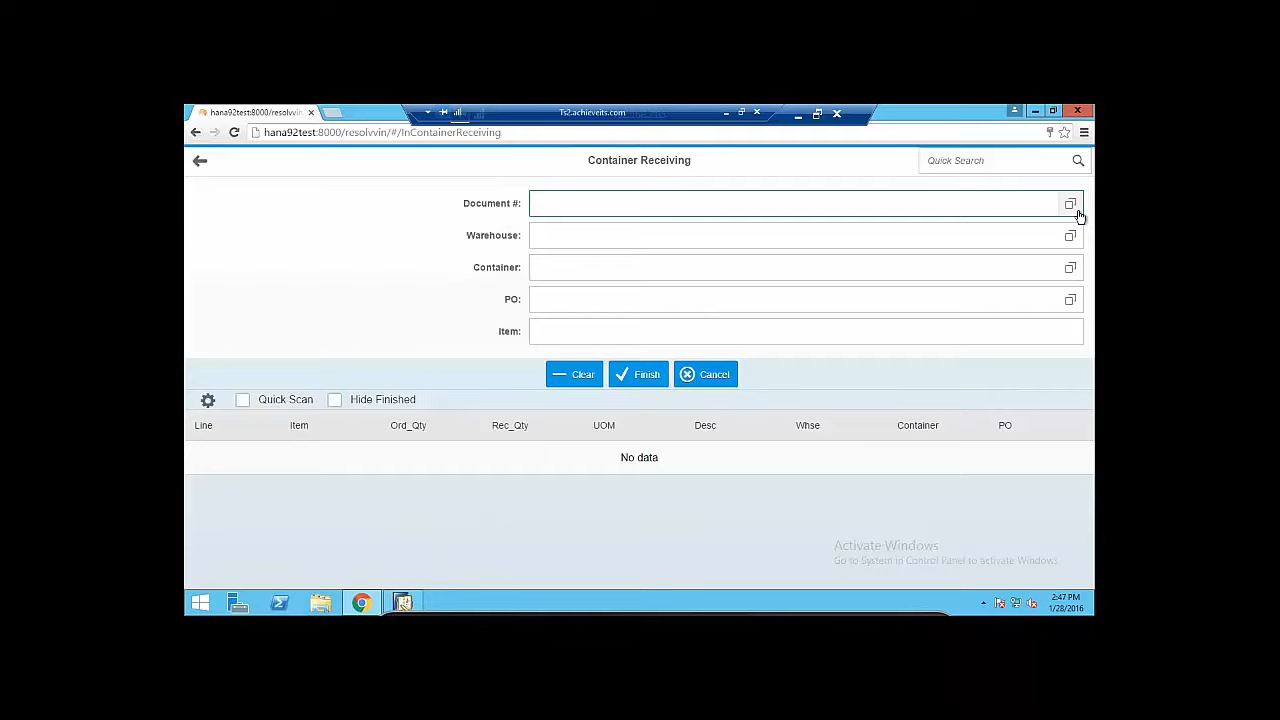 hana92test:8000/resolvvin/
Ts2.achieveits.com
hana92test:8000/resolvvin/#/InContainerReceiving
Container Receiving
Quick Search
Document #:
Warehouse:
Container:
PO:
Item:
Clear
Finish
Cancel
Quick Scan
Hide Finished
Line Item Ord_Qty Rec_Qty UOM Desc Whse Container PO
No data
Activate Windows
Go to System in Control Panel to activate Windows.
2:47 PM
1/28/2016